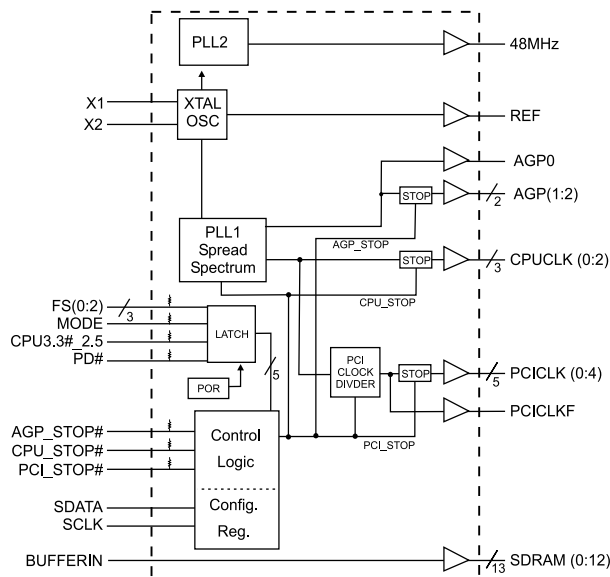 PLL2
48MHz
X1
X2
XTAL
OSC
REF
AGP0
STOP
AGP(1:2)
2
AGP_STOP
PLL1
Spread
Spectrum
STOP
CPUCLK (0:2)
3
CPU_STOP
FS(0:2)
3
MODE
CPU3.3#_2.5
PD#
LATCH
POR
5
PCI
CLOCK
DIVDER
STOP
PCICLK (0:4)
5
PCICLKF
PCI_STOP
AGP_STOP#
CPU_STOP#
PCI_STOP#
Control
Logic
SDATA
SCLK
Config.
Reg.
BUFFERIN
SDRAM (0:12)
13